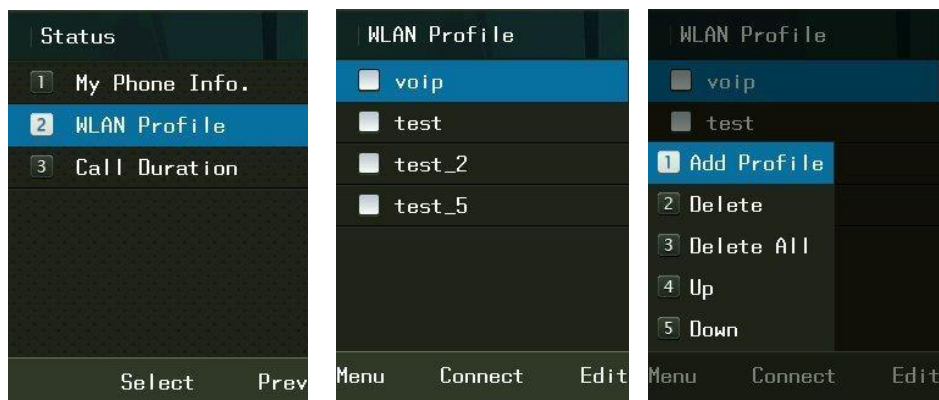 Status
1 My Phone Info.
2 WLAN Profile
3 Call Duration
Select Prev
WLAN Profile
voip
test
test_2
test_5
Menu Connect Edit
WLAN Profile
voip
test
1 Add Profile
2 Delete
3 Delete All
4 Up
5 Down
Menu Connect Edit